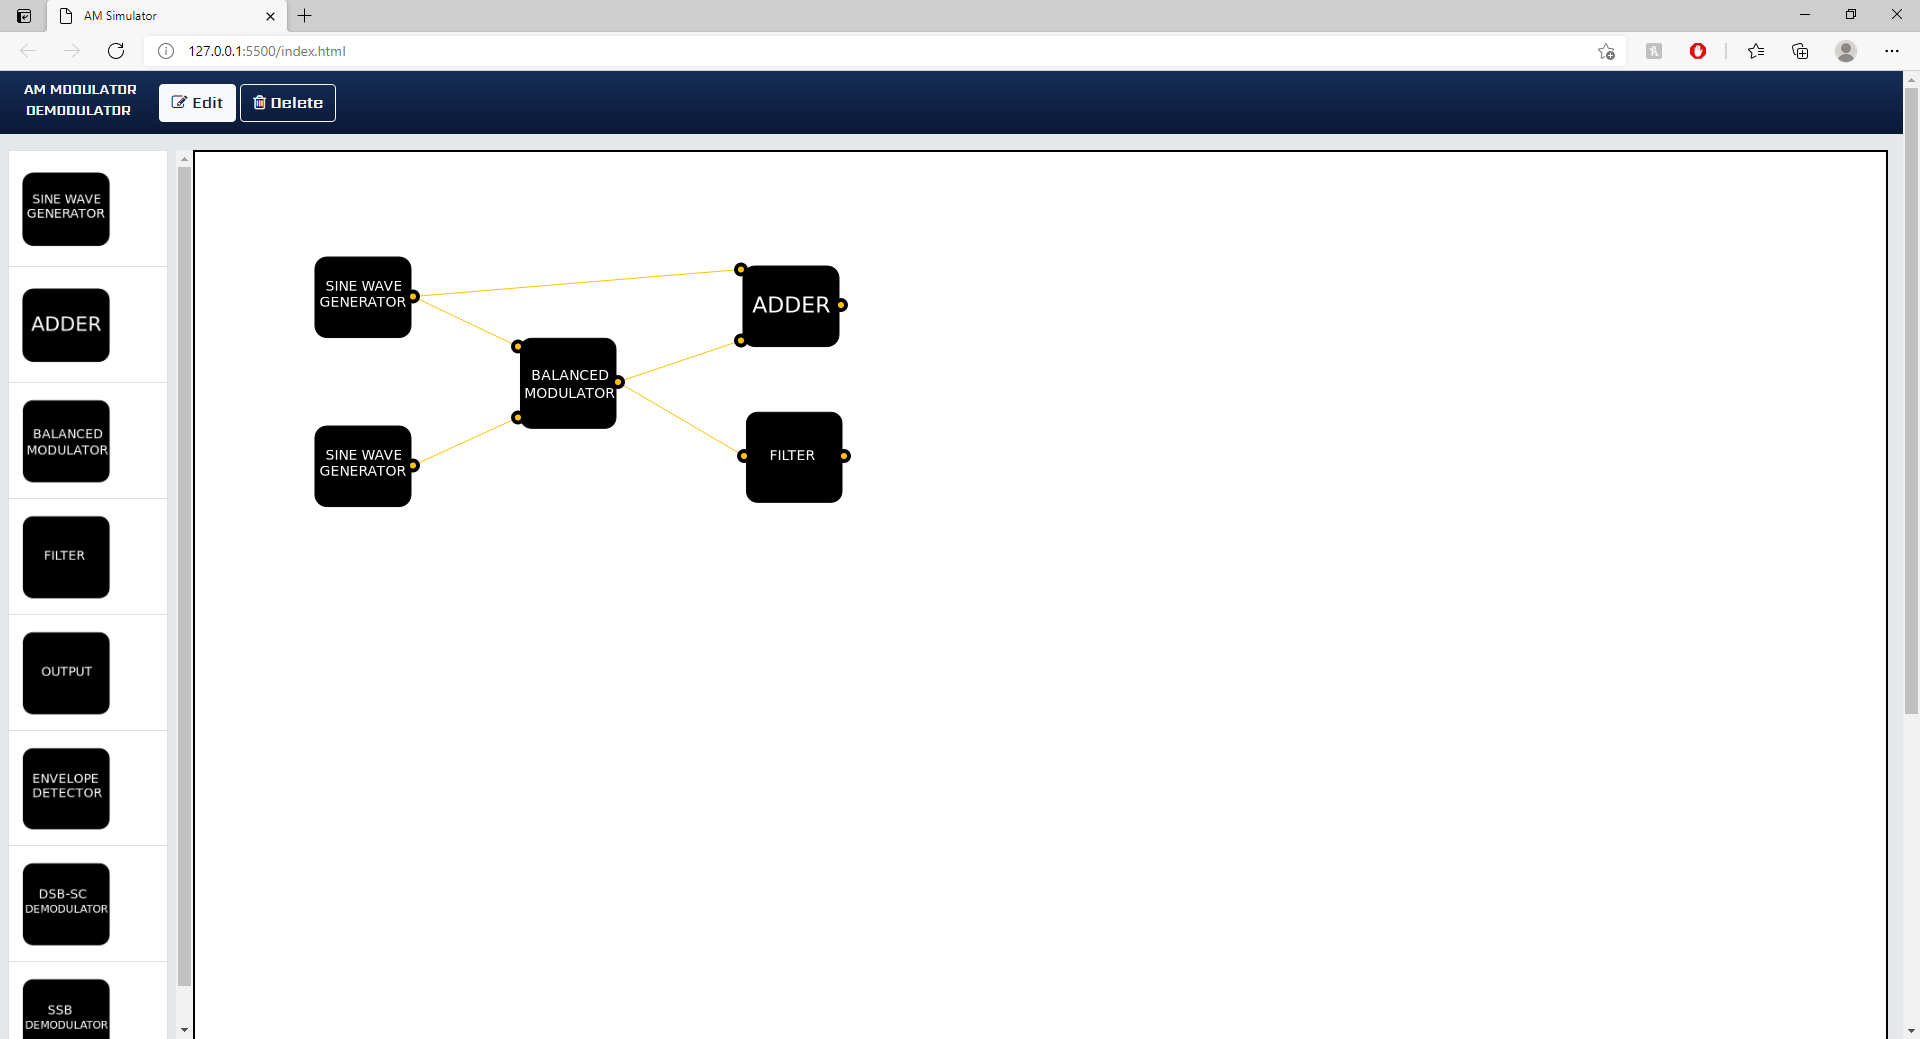 AM Simulator
127.0.0.1:5500/index.html
AM MODULATOR
DEMODULATOR
Edit
Delete
SINE WAVE
GENERATOR
ADDER
BALANCED
MODULATOR
FILTER
OUTPUT
ENVELOPE
DETECTOR
DSB-SC
DEMODULATOR
SSB
DEMODULATOR
SINE WAVE
GENERATOR
ADDER
BALANCED
MODULATOR
SINE WAVE
GENERATOR
FILTER